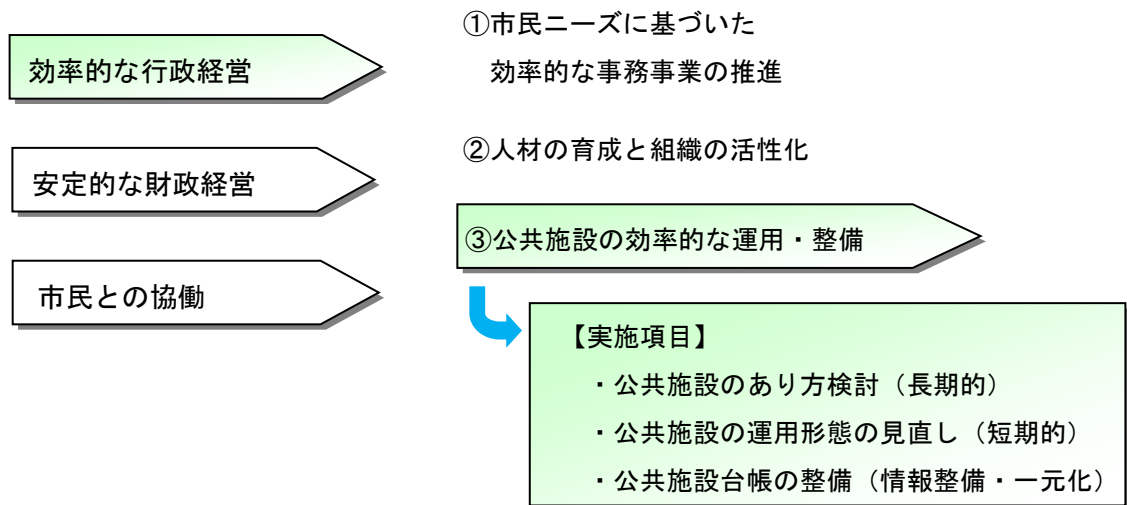 効率的な行政経営
安定的な財政経営
市民との協働
①市民ニーズに基づいた
効率的な事務事業の推進
②人材の育成と組織の活性化
③公共施設の効率的な運用・整備
【実施項目】
・公共施設のあり方検討（長期的）
・公共施設の運用形態の見直し（短期的）
・公共施設台帳の整備（情報整備・一元化）